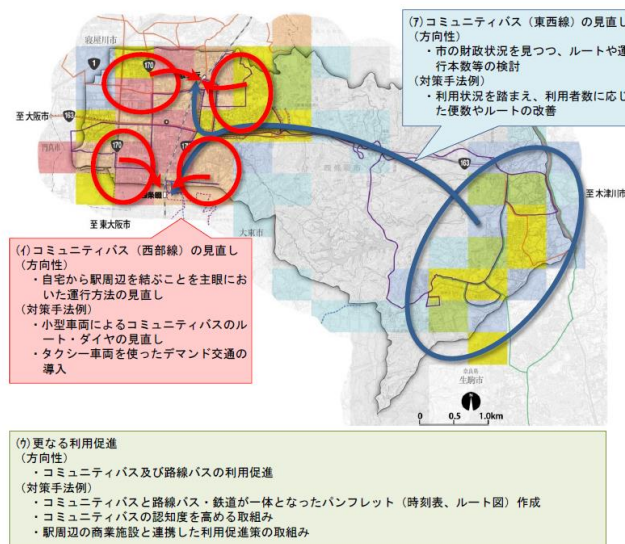 (ｱ)コミュニティバス（東西線）の見直し
（方向性）
・市の財政状況を見つつ、ルートや運
行本数等の検討
（対策手法例）
・利用状況を踏まえ、利用者数に応じ
た便数やルートの改善
寝屋川市
1
170
至 大阪市
163
門真市
170
至 東大阪市
大東市
163
至 木津川市
(ｲ)コミュニティバス（西部線）の見直し
（方向性）
・自宅から駅周辺を結ぶことを主眼にお
いた運行方法の見直し
（対策手法例）
・小型車両によるコミュニティバスのル
ート・ダイヤの見直し
・タクシー車両を使ったデマンド交通の
導入
奈良県
生駒市
0 0.5 1.0km
(ｳ)更なる利用促進
（方向性）
・コミュニティバス及び路線バスの利用促進
（対策手法例）
・コミュニティバスと路線バス・鉄道が一体となったパンフレット（時刻表、ルート図）作成
・コミュニティバスの認知度を高める取組み
・駅周辺の商業施設と連携した利用促進策の取組み